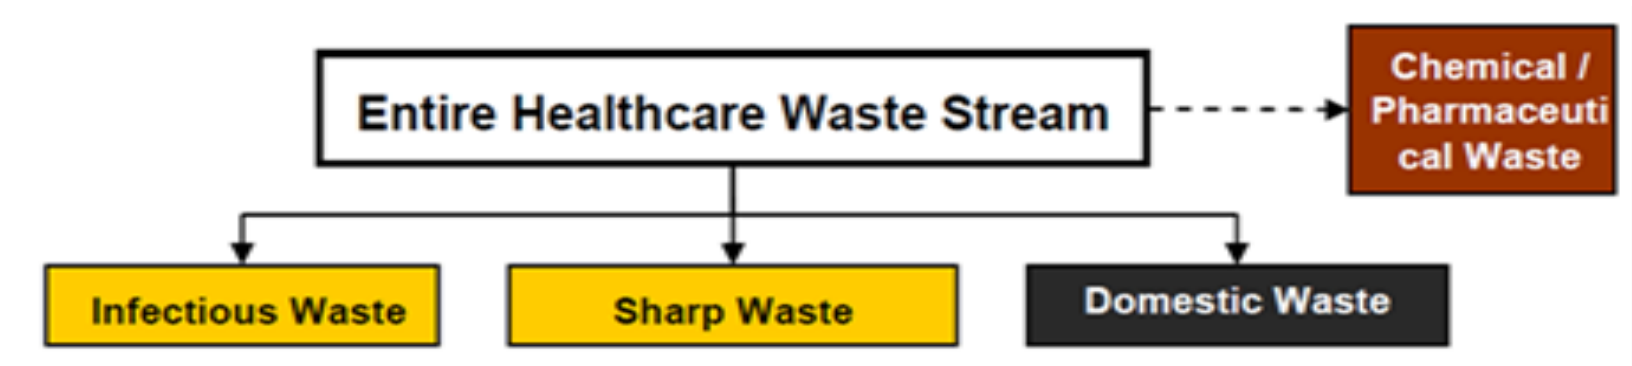 Entire Healthcare Waste Stream
Chemical /
Pharmaceuti
cal Waste
Infectious Waste
Sharp Waste
Domestic Waste